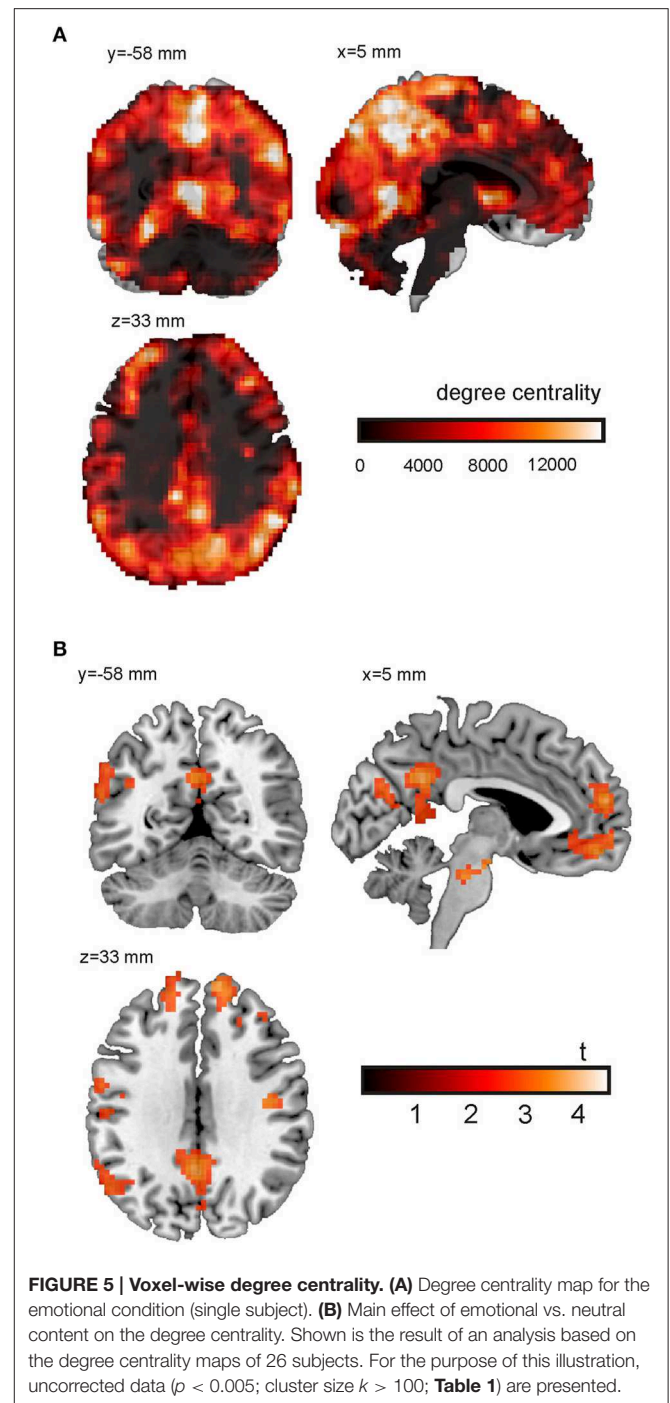 A
y=-58 mm
x=5 mm
z=33 mm
degree centrality
0 4000 8000 12000
B
y=-58 mm
x=5 mm
z=33 mm
t
1 2 3 4
FIGURE 5 | Voxel-wise degree centrality. (A) Degree centrality map for the
emotional condition (single subject). (B) Main effect of emotional vs. neutral
content on the degree centrality. Shown is the result of an analysis based on
the degree centrality maps of 26 subjects. For the purpose of this illustration,
uncorrected data (p < 0.005; cluster size k > 100; Table 1) are presented.